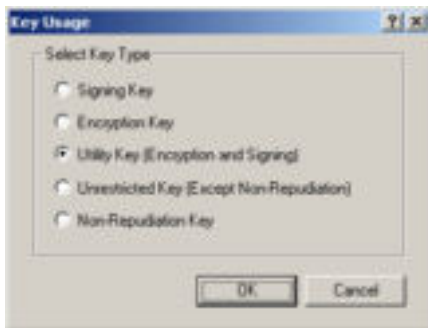 Key Usage
Select Key Type
Signing Key
Encryption Key
Utility Key (Encryption and Signing)
Unrestricted Key (Except Non-Repudiation)
Non-Repudiation Key
OK
Cancel